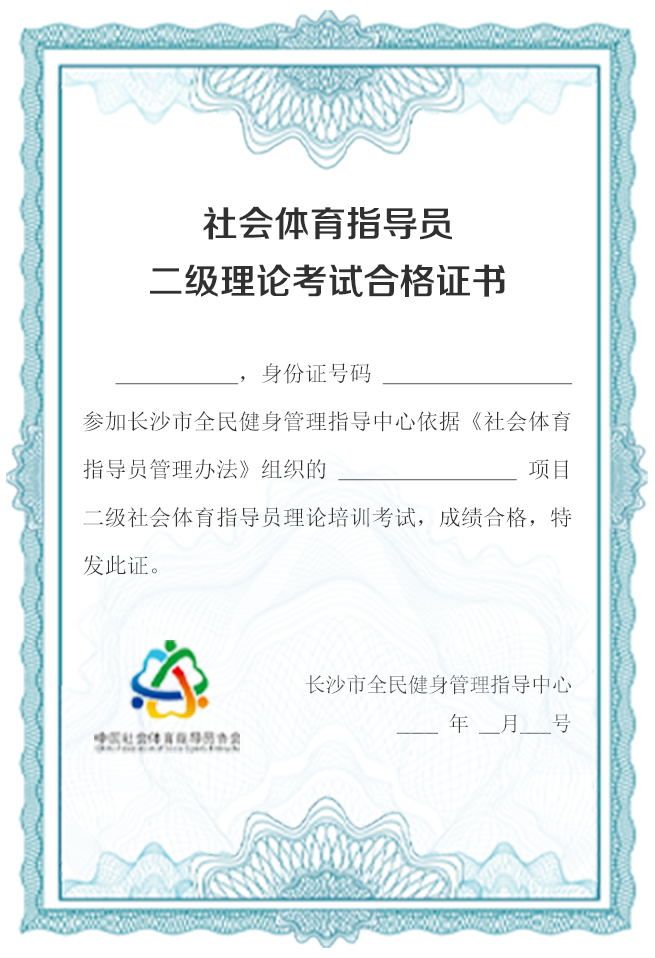 社会体育指导员
二级理论考试合格证书
___________，身份证号码 _________________
参加长沙市全民健身管理指导中心依据《社会体育
指导员管理办法》组织的 ________________ 项目
二级社会体育指导员理论培训考试，成绩合格，特
发此证。
中国社会体育指导员协会
长沙市全民健身管理指导中心
____ 年 __月___号